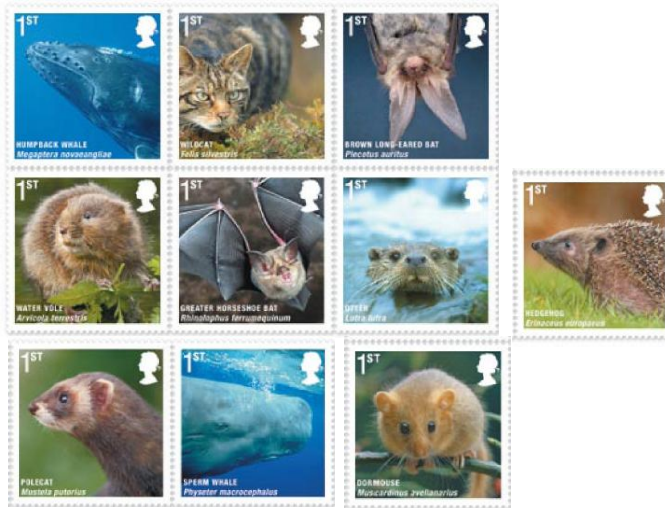 1ST
HUMPBACK WHALE
Megaptera novaeangliae
1ST
WILDCAT
Felis silvestris
1ST
BROWN LONG-EARED BAT
Plecotus auritus
1ST
WATER VOLE
Arvicola terrestris
1ST
GREATER HORSESHOE BAT
Rhinolophus ferrumequinum
1ST
OTTER
Lutra lutra
1ST
HEDGEHOG
Erinaceus europaeus
1ST
POLECAT
Mustela putorius
1ST
SPERM WHALE
Physeter macrocephalus
1ST
DORMOUSE
Muscardinus avellanarius